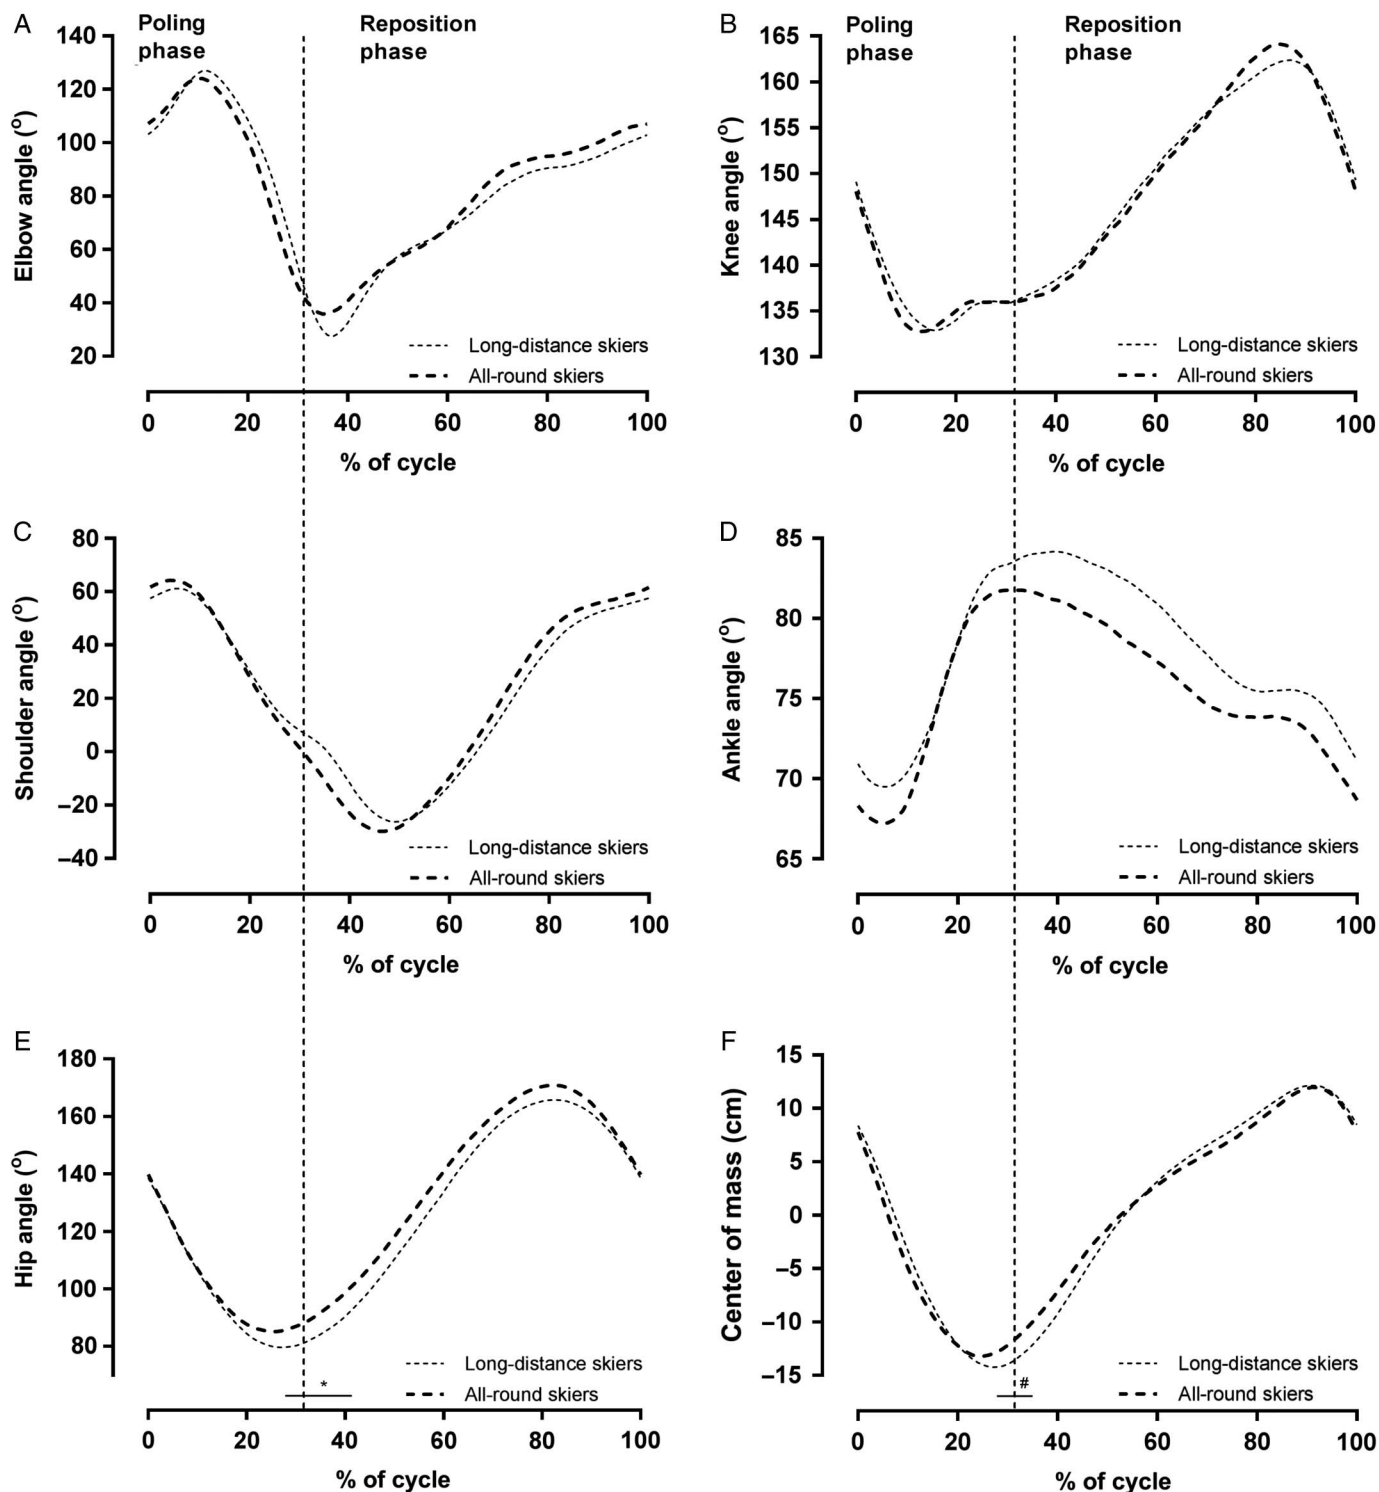 A
Poling
phase
Reposition
phase
140
120
100
80
60
40
20
Elbow angle (º)
Long-distance skiers
All-round skiers
0 20 40 60 80 100
% of cycle
B
Poling
phase
Reposition
phase
165
160
155
150
145
140
135
130
Knee angle (º)
Long-distance skiers
All-round skiers
0 20 40 60 80 100
% of cycle
C
80
60
40
20
0
–20
–40
Shoulder angle (º)
Long-distance skiers
All-round skiers
0 20 40 60 80 100
% of cycle
D
85
80
75
70
65
Ankle angle (º)
Long-distance skiers
All-round skiers
0 20 40 60 80 100
% of cycle
E
180
160
140
120
100
80
Hip angle (º)
Long-distance skiers
*
All-round skiers
0 20 40 60 80 100
% of cycle
F
15
10
5
0
–5
–10
–15
Center of mass (cm)
Long-distance skiers
#
All-round skiers
0 20 40 60 80 100
% of cycle